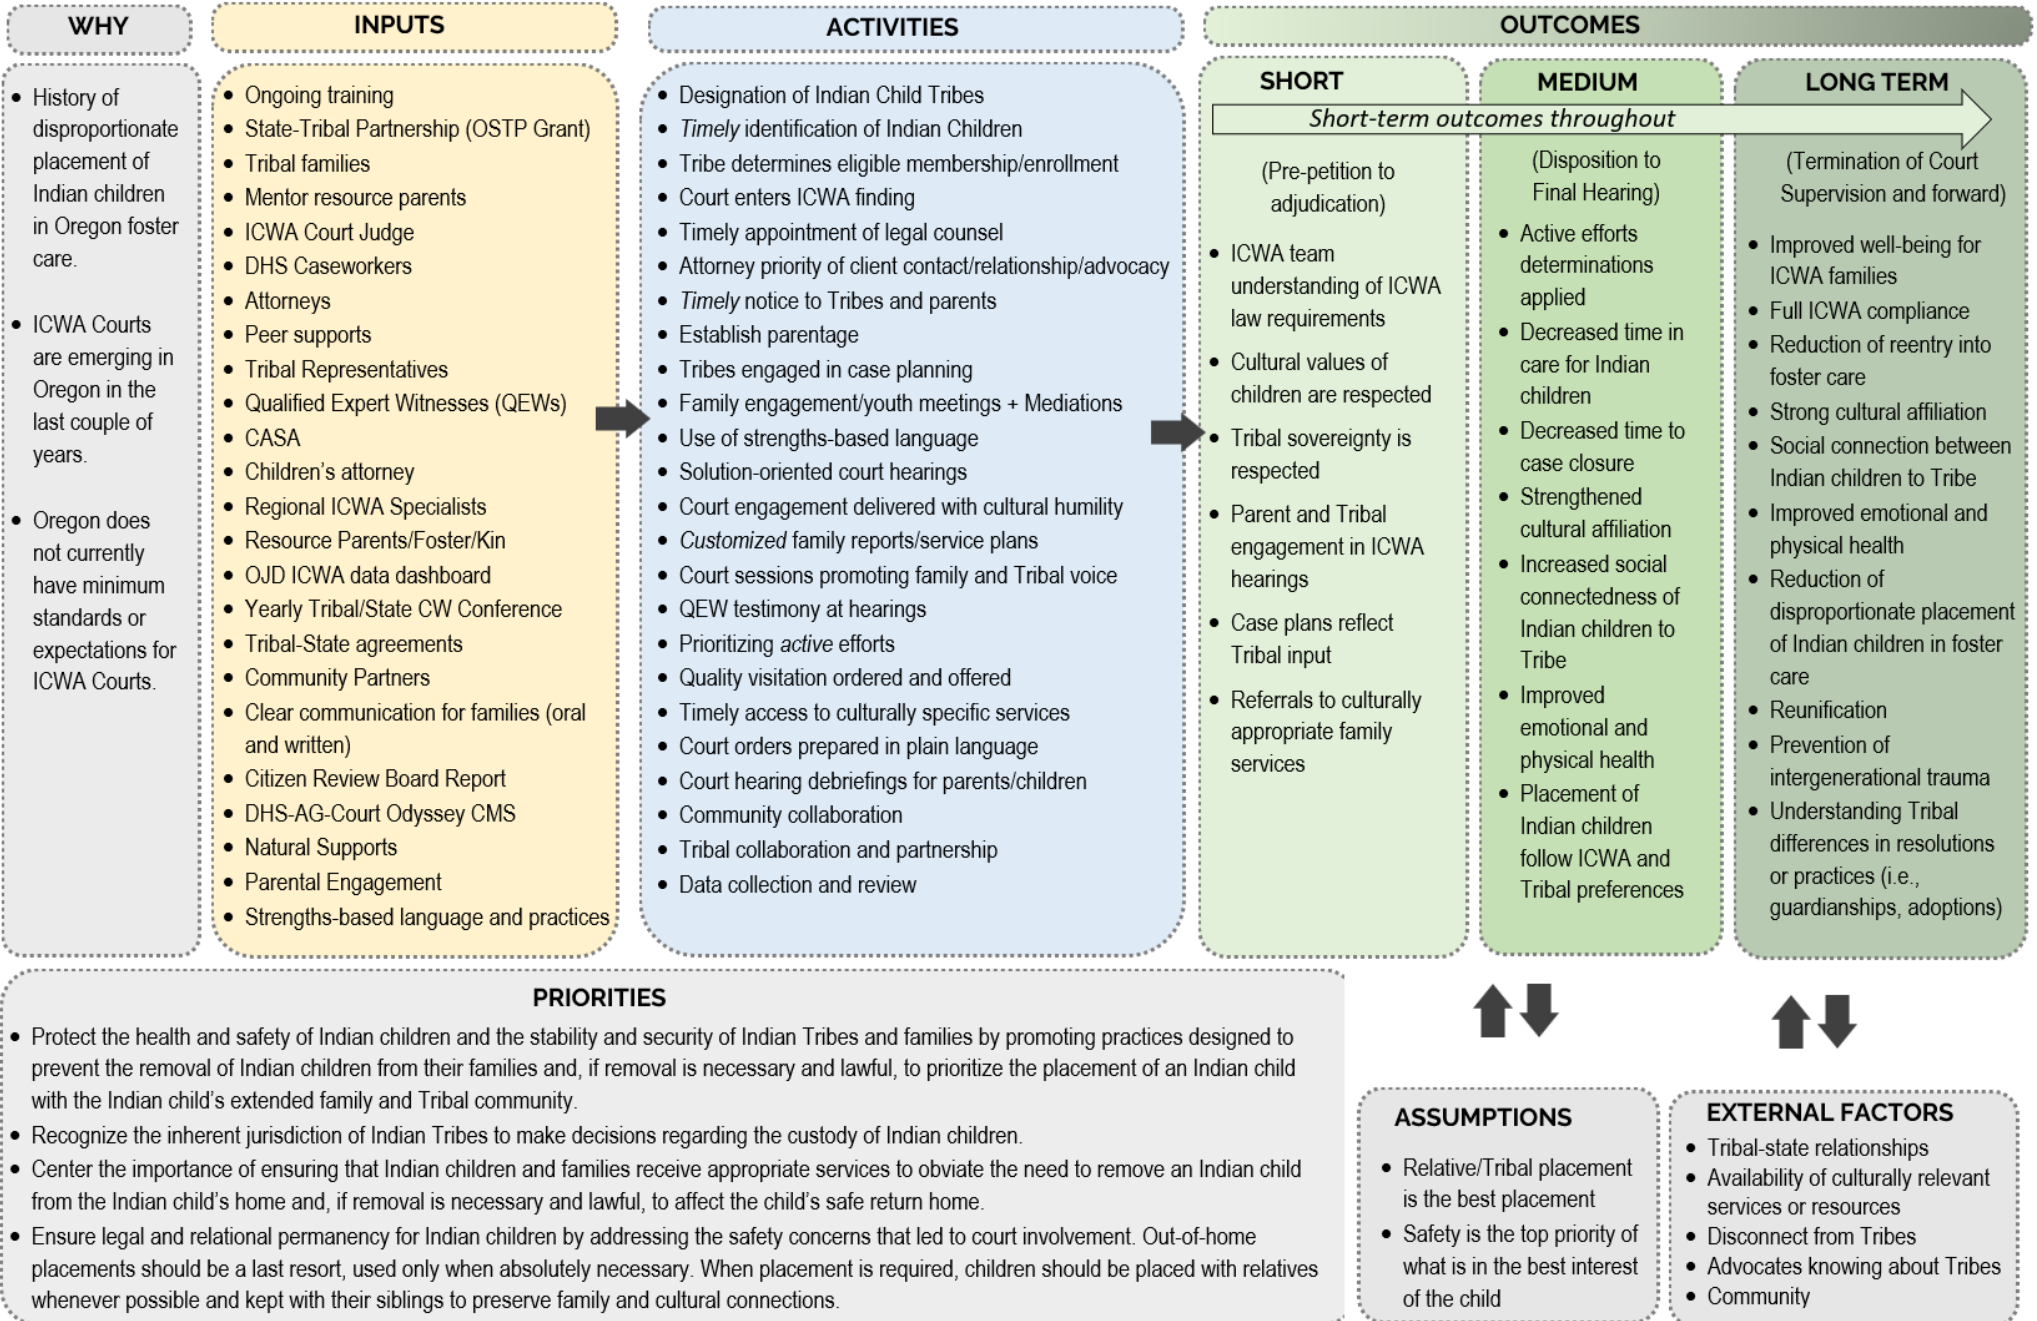 WHY
• History of
disproportionate
placement of
Indian children
in Oregon foster
care.
• ICWA Courts
are emerging in
Oregon in the
last couple of
years.
• Oregon does
not currently
have minimum
standards or
expectations for
ICWA Courts.
INPUTS
• Ongoing training
• State-Tribal Partnership (OSTP Grant)
• Tribal families
• Mentor resource parents
• ICWA Court Judge
• DHS Caseworkers
• Attorneys
• Peer supports
• Tribal Representatives
• Qualified Expert Witnesses (QEWs)
• CASA
• Children’s attorney
• Regional ICWA Specialists
• Resource Parents/Foster/Kin
• OJD ICWA data dashboard
• Yearly Tribal/State CW Conference
• Tribal-State agreements
• Community Partners
• Clear communication for families (oral
and written)
• Citizen Review Board Report
• DHS-AG-Court Odyssey CMS
• Natural Supports
• Parental Engagement
• Strengths-based language and practices
ACTIVITIES
• Designation of Indian Child Tribes
• Timely identification of Indian Children
• Tribe determines eligible membership/enrollment
• Court enters ICWA finding
• Timely appointment of legal counsel
• Attorney priority of client contact/relationship/advocacy
• Timely notice to Tribes and parents
• Establish parentage
• Tribes engaged in case planning
• Family engagement/youth meetings + Mediations
• Use of strengths-based language
• Solution-oriented court hearings
• Court engagement delivered with cultural humility
• Customized family reports/service plans
• Court sessions promoting family and Tribal voice
• QEW testimony at hearings
• Prioritizing active efforts
• Quality visitation ordered and offered
• Timely access to culturally specific services
• Court orders prepared in plain language
• Court hearing debriefings for parents/children
• Community collaboration
• Tribal collaboration and partnership
• Data collection and review
OUTCOMES
SHORT
MEDIUM
LONG TERM
Short-term outcomes throughout
(Pre-petition to
adjudication)
• ICWA team
understanding of ICWA
law requirements
• Cultural values of
children are respected
• Tribal sovereignty is
respected
• Parent and Tribal
engagement in ICWA
hearings
• Case plans reflect
Tribal input
• Referrals to culturally
appropriate family
services
(Disposition to
Final Hearing)
• Active efforts
determinations
applied
• Decreased time in
care for Indian
children
• Decreased time to
case closure
• Strengthened
cultural affiliation
• Increased social
connectedness of
Indian children to
Tribe
• Improved
emotional and
physical health
• Placement of
Indian children
follow ICWA and
Tribal preferences
(Termination of Court
Supervision and forward)
• Improved well-being for
ICWA families
• Full ICWA compliance
• Reduction of reentry into
foster care
• Strong cultural affiliation
• Social connection between
Indian children to Tribe
• Improved emotional and
physical health
• Reduction of
disproportionate placement
of Indian children in foster
care
• Reunification
• Prevention of
intergenerational trauma
• Understanding Tribal
differences in resolutions
or practices (i.e.,
guardianships, adoptions)
PRIORITIES
• Protect the health and safety of Indian children and the stability and security of Indian Tribes and families by promoting practices designed to
prevent the removal of Indian children from their families and, if removal is necessary and lawful, to prioritize the placement of an Indian child
with the Indian child’s extended family and Tribal community.
• Recognize the inherent jurisdiction of Indian Tribes to make decisions regarding the custody of Indian children.
• Center the importance of ensuring that Indian children and families receive appropriate services to obviate the need to remove an Indian child
from the Indian child’s home and, if removal is necessary and lawful, to affect the child’s safe return home.
• Ensure legal and relational permanency for Indian children by addressing the safety concerns that led to court involvement. Out-of-home
placements should be a last resort, used only when absolutely necessary. When placement is required, children should be placed with relatives
whenever possible and kept with their siblings to preserve family and cultural connections.
ASSUMPTIONS
• Relative/Tribal placement
is the best placement
• Safety is the top priority of
what is in the best interest
of the child
EXTERNAL FACTORS
• Tribal-state relationships
• Availability of culturally relevant
services or resources
• Disconnect from Tribes
• Advocates knowing about Tribes
• Community